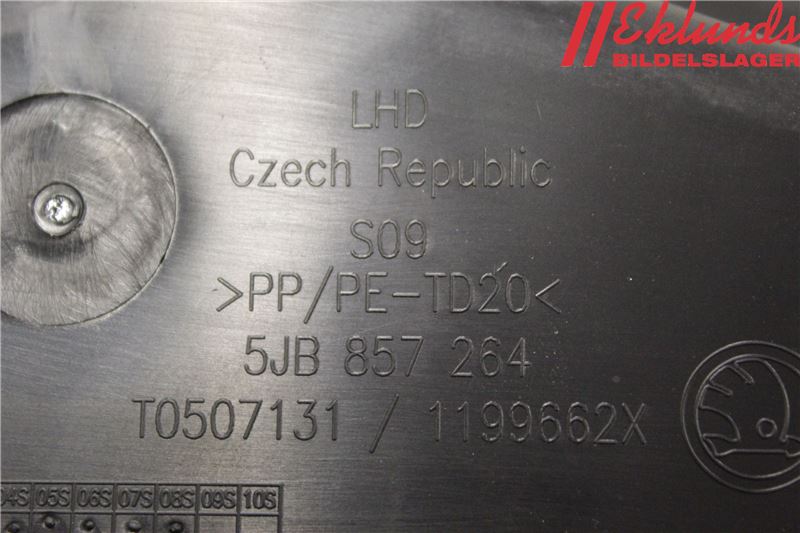 Eklunds
BILDELSLAGER
LHD
Czech Republic
S09
>PP/PE-TD20<
5JB 857 264
T0507131 / 1199662X
04S 05S 06S 07S 08S 09S 10S